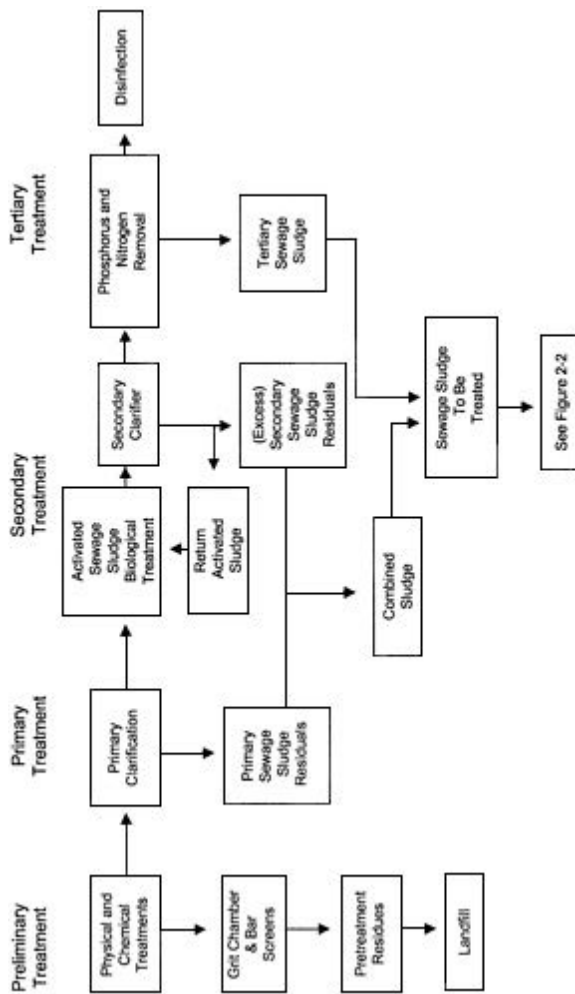 Preliminary
Treatment
Primary
Treatment
Secondary
Treatment
Tertiary
Treatment
Physical and
Chemical
Treatments
Primary
Clarification
Activated
Sewage
Sludge
Biological
Treatment
Secondary
Clarifier
Phosphorus and
Nitrogen
Removal
Disinfection
Grit Chamber
& Bar
Screens
Primary
Sewage
Sludge
Residuals
Return
Activated
Sludge
(Excess)
Secondary
Sewage
Sludge
Residuals
Tertiary
Sewage
Sludge
Pretreatment
Residues
Combined
Sludge
Sewage Sludge
To Be
Treated
Landfill
See Figure 2-2